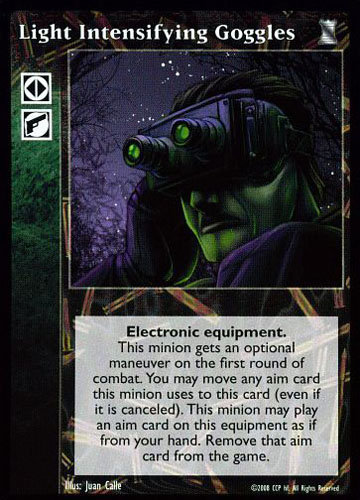 Light Intensifying Goggles
Electronic equipment.
This minion gets an optional
maneuver on the first round of
combat. You may move any aim card
this minion uses to this card (even if
it is canceled). This minion may play
an aim card on this equipment as if
from your hand. Remove that aim
card from the game.
Illus: Juan Calle
©2008 CCP hf. All Rights Reserved